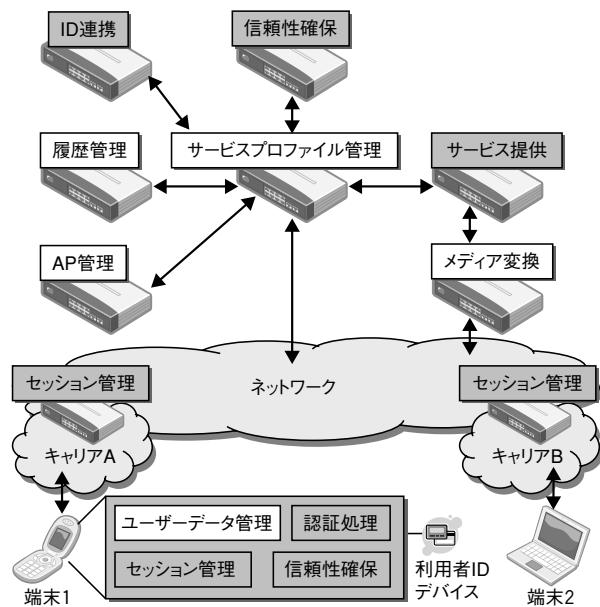 ID連携
信頼性確保
履歴管理
サービスプロファイル管理
サービス提供
AP管理
メディア変換
セッション管理
ネットワーク
セッション管理
キャリアA
キャリアB
ユーザーデータ管理
認証処理
セッション管理
信頼性確保
利用者ID
デバイス
端末1
端末2